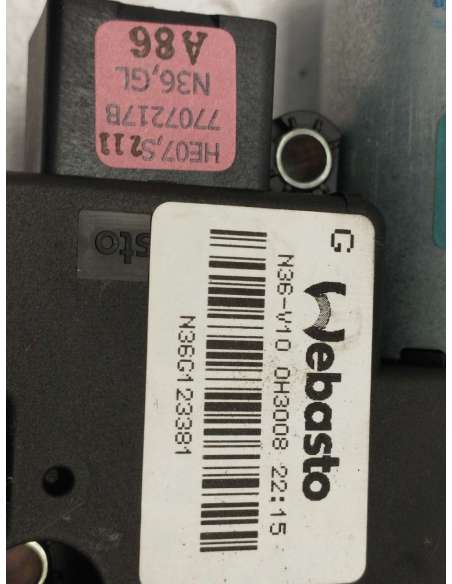 HE07,S211
7707217B
N36,GL
A86
G Webasto
N36-V10 0H3008 22:15
N36G123381